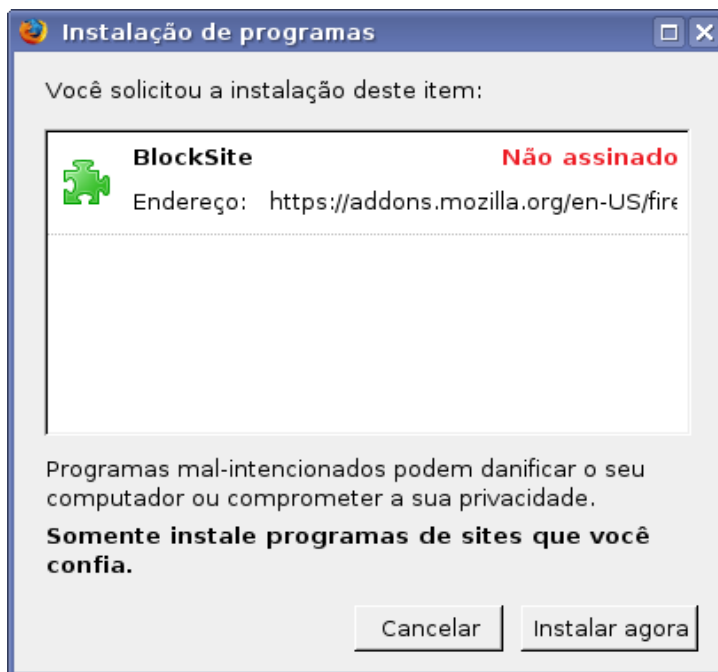 Instalação de programas
Você solicitou a instalação deste item:
BlockSite Não assinado
Endereço: https://addons.mozilla.org/en-US/fire
Programas mal-intencionados podem danificar o seu
computador ou comprometer a sua privacidade.
Somente instale programas de sites que você
confia.
Cancelar Instalar agora